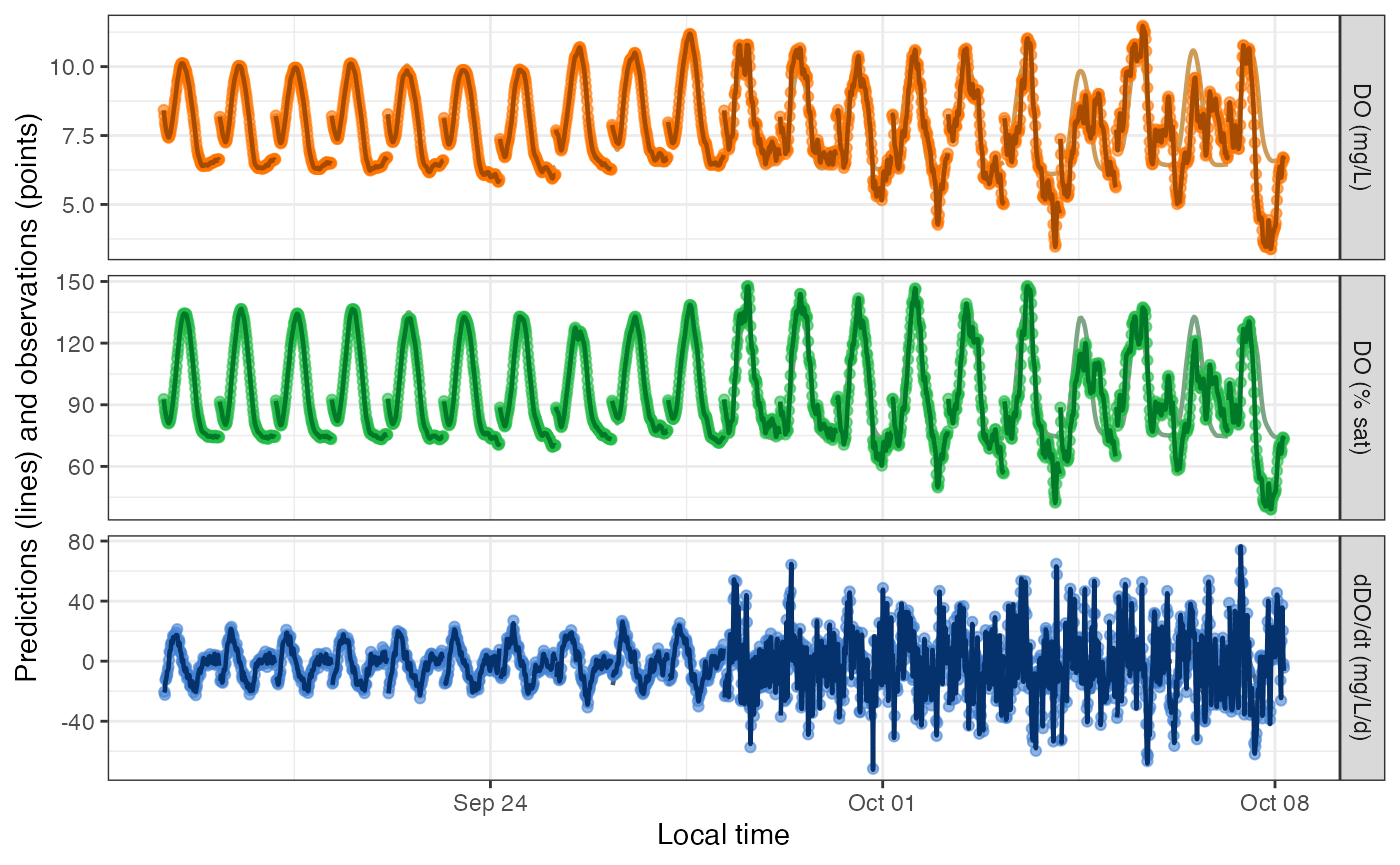 Predictions (lines) and observations (points)
10.0
7.5
5.0
DO (mg/L)
150
120
90
60
DO (% sat)
80
40
0
-40
dDO/dt (mg/L/d)
Sep 24
Oct 01
Oct 08
Local time